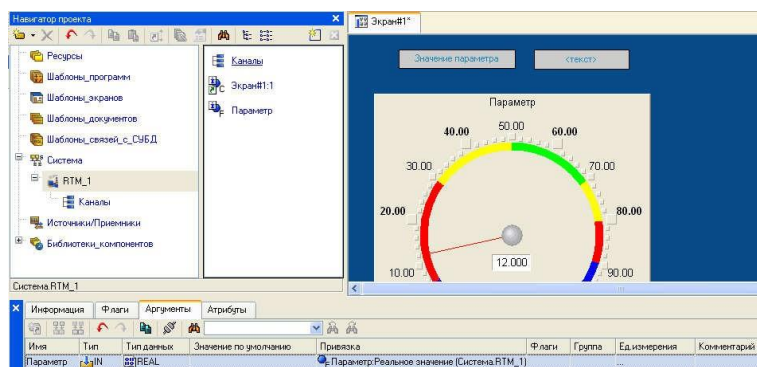 Навигатор проекта
Ресурсы
Шаблоны_программ
Шаблоны_экранов
Шаблоны_документов
Шаблоны_связей_с_СУБД
Система
RTM_1
Каналы
Источники/Приемники
Библиотеки_компонентов
Каналы
Экран#1:1
Параметр
Система.RTM_1
Экран#1*
Значение параметра <текст>
Параметр
40.00 50.00 60.00
30.00 70.00
20.00 80.00
10.00 12.000 90.00
Информация Флаги Аргументы Атрибуты
Имя Тип Тип данных Значение по умолчанию Привязка Флаги Группа Ед.измерения Комментарий
Параметр IN REAL Параметр:Реальное значение (Система.RTM_1) ...